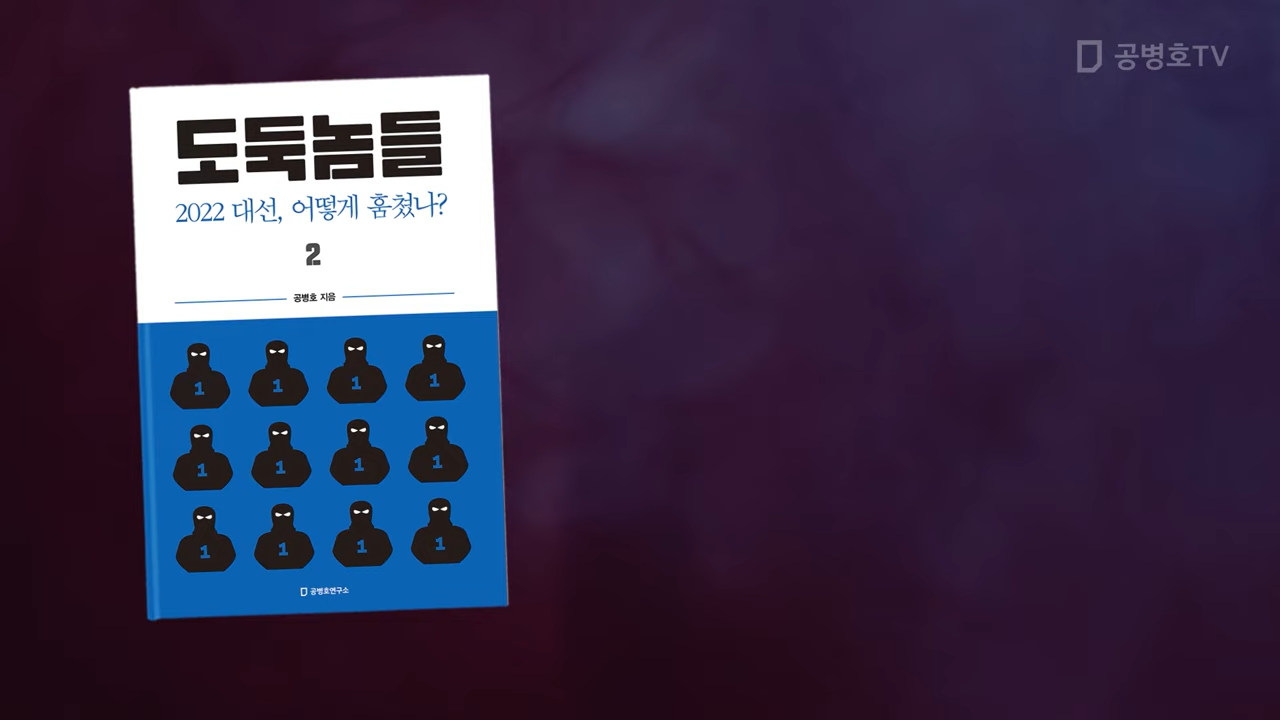 공병호TV
도둑놈들
2022 대선, 어떻게 훔쳤나?
2
공병호 지음
1 1 1 1
1 1 1 1
1 1 1 1
공병호연구소